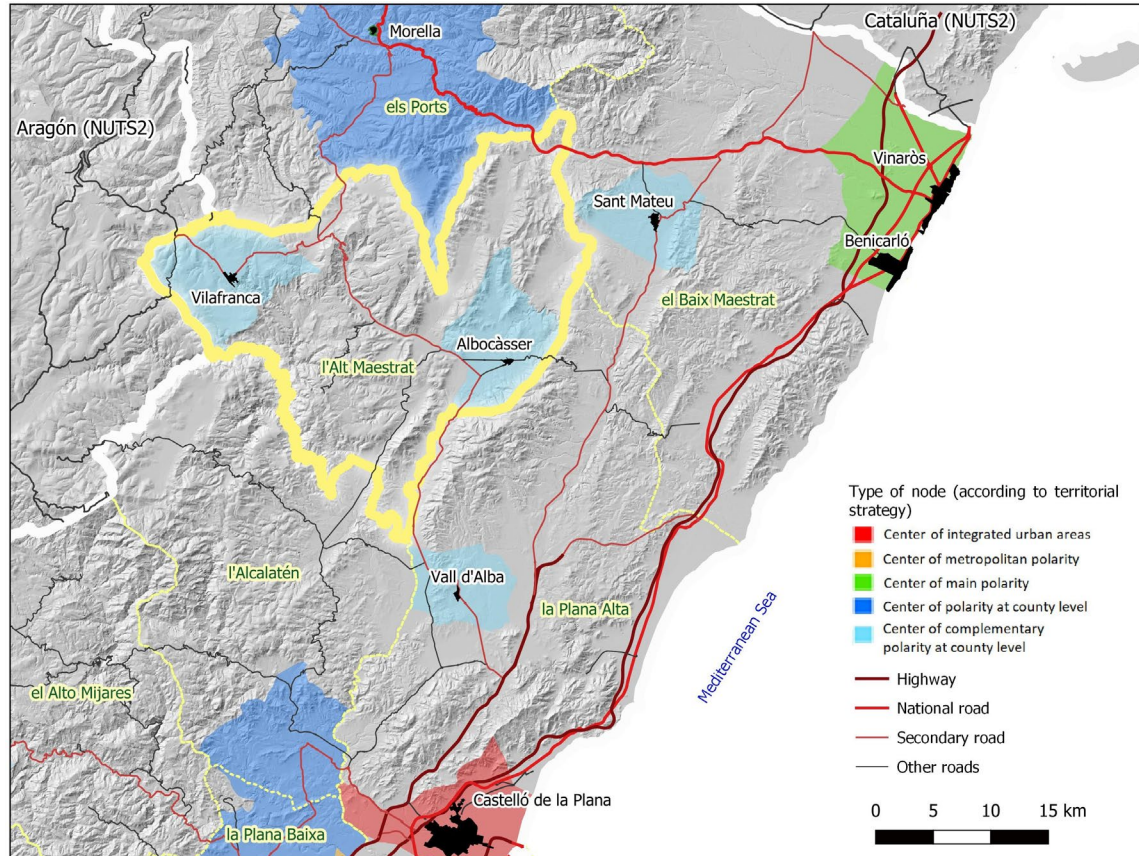 Cataluña (NUTS2)
Morella
els Ports
Aragón (NUTS2)
Vinaròs
Sant Mateu
Benicarló
Vilafranca
el Baix Maestrat
Albocàsser
l'Alt Maestrat
Type of node (according to territorial
strategy)
Center of integrated urban areas
Center of metropolitan polarity
Center of main polarity
Center of polarity at county level
Center of complementary
polarity at county level
Highway
National road
Secondary road
Other roads
0 5 10 15 km
l'Alcalatén
Vall d'Alba
la Plana Alta
Mediterranean Sea
el Alto Mijares
Castelló de la Plana
la Plana Baixa